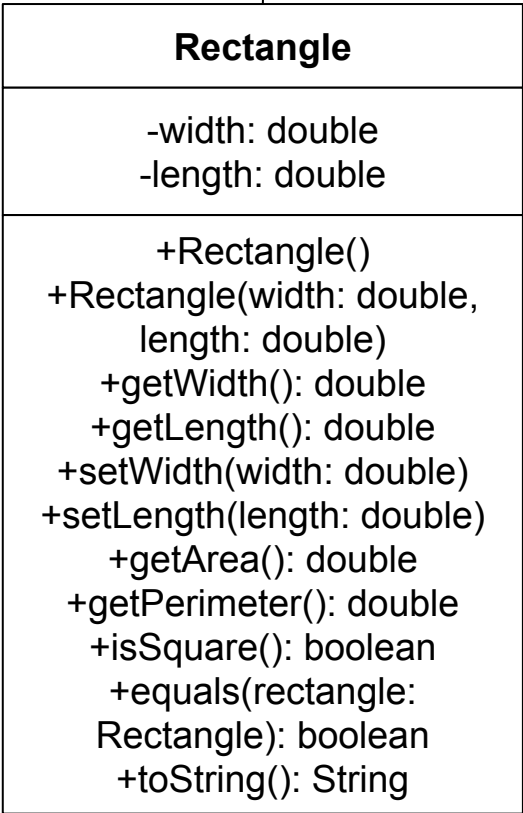 Rectangle
-width: double
-length: double
+Rectangle()
+Rectangle(width: double,
length: double)
+getWidth(): double
+getLength(): double
+setWidth(width: double)
+setLength(length: double)
+getArea(): double
+getPerimeter(): double
+isSquare(): boolean
+equals(rectangle:
Rectangle): boolean
+toString(): String